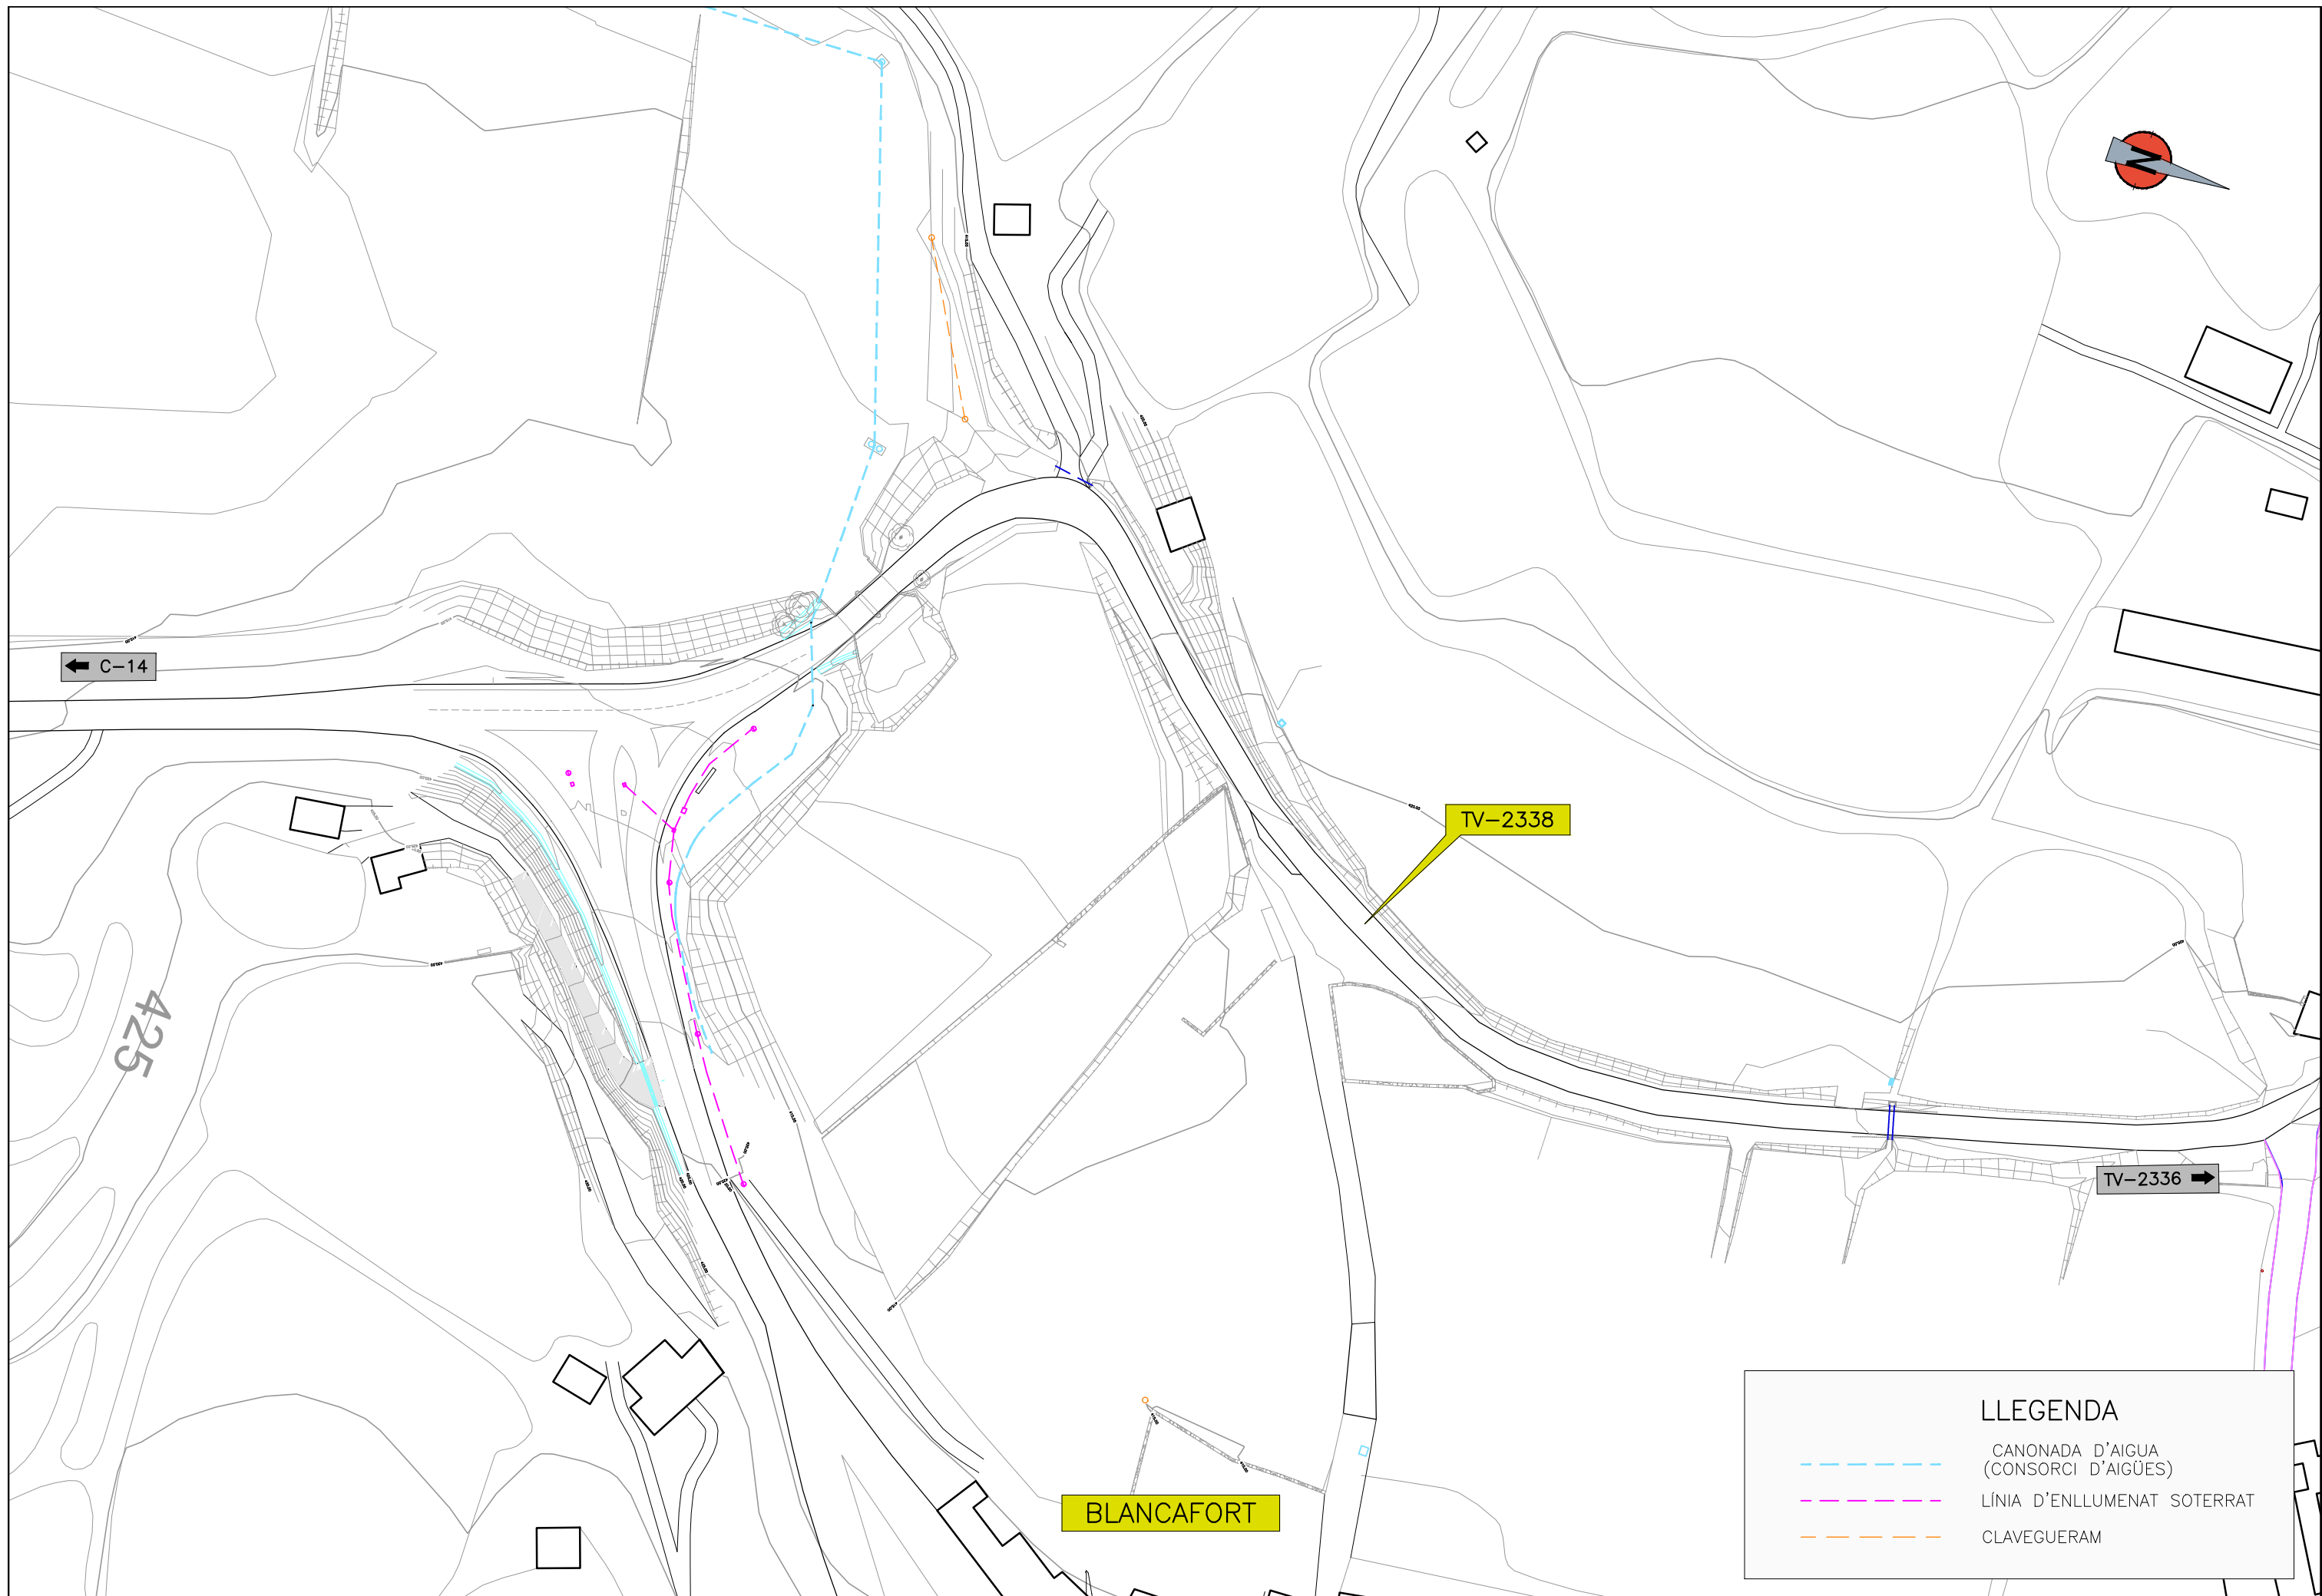 N
C-14
TV-2338
425
TV-2336
BLANCAFORT
LLEGENDA
CANONADA D'AIGUA
(CONSORCI D'AIGÜES)
LÍNIA D'ENLLUMENAT SOTERRAT
CLAVEGUERAM